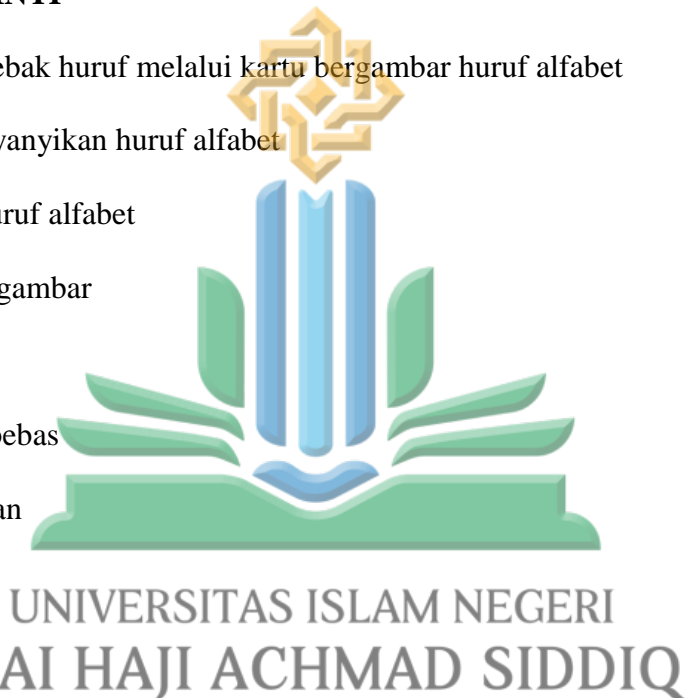 ebak huruf melalui kartu bergambar huruf alfabet
yanyikan huruf alfabet
uruf alfabet
gambar
bebas
an
UNIVERSITAS ISLAM NEGERI
AI HAJI ACHMAD SIDDIQ